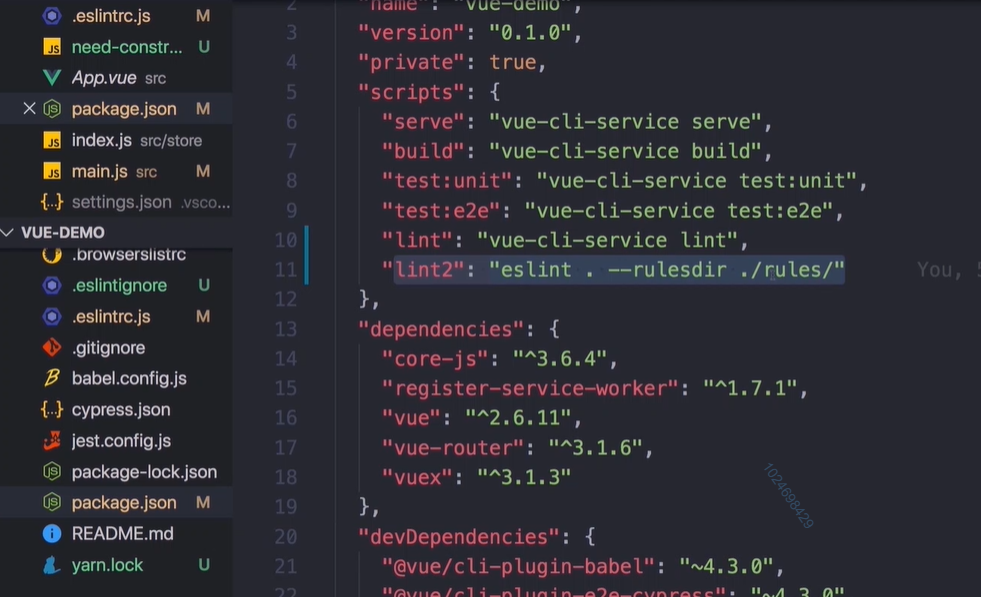 .eslintrc.js M
need-constr... U
App.vue src
package.json M
index.js src/store
main.js src M
settings.json .vsco...
VUE-DEMO
.browserslistrc
.eslintignore U
.eslintrc.js M
.gitignore
babel.config.js
cypress.json
jest.config.js
package-lock.json
package.json M
README.md
yarn.lock U
2 "name": "vue-demo",
3 "version": "0.1.0",
4 "private": true,
5 "scripts": {
6 "serve": "vue-cli-service serve",
7 "build": "vue-cli-service build",
8 "test:unit": "vue-cli-service test:unit",
9 "test:e2e": "vue-cli-service test:e2e",
10 "lint": "vue-cli-service lint",
11 "lint2": "eslint . --rulesdir ./rules/" You,
12 },
13 "dependencies": {
14 "core-js": "^3.6.4",
15 "register-service-worker": "^1.7.1",
16 "vue": "^2.6.11",
17 "vue-router": "^3.1.6",
18 "vuex": "^3.1.3"
19 },
20 "devDependencies": {
21 "@vue/cli-plugin-babel": "~4.3.0",
22 "@vue/cli-plugin-e2e-cypress": "~4.3.0",
1024698429